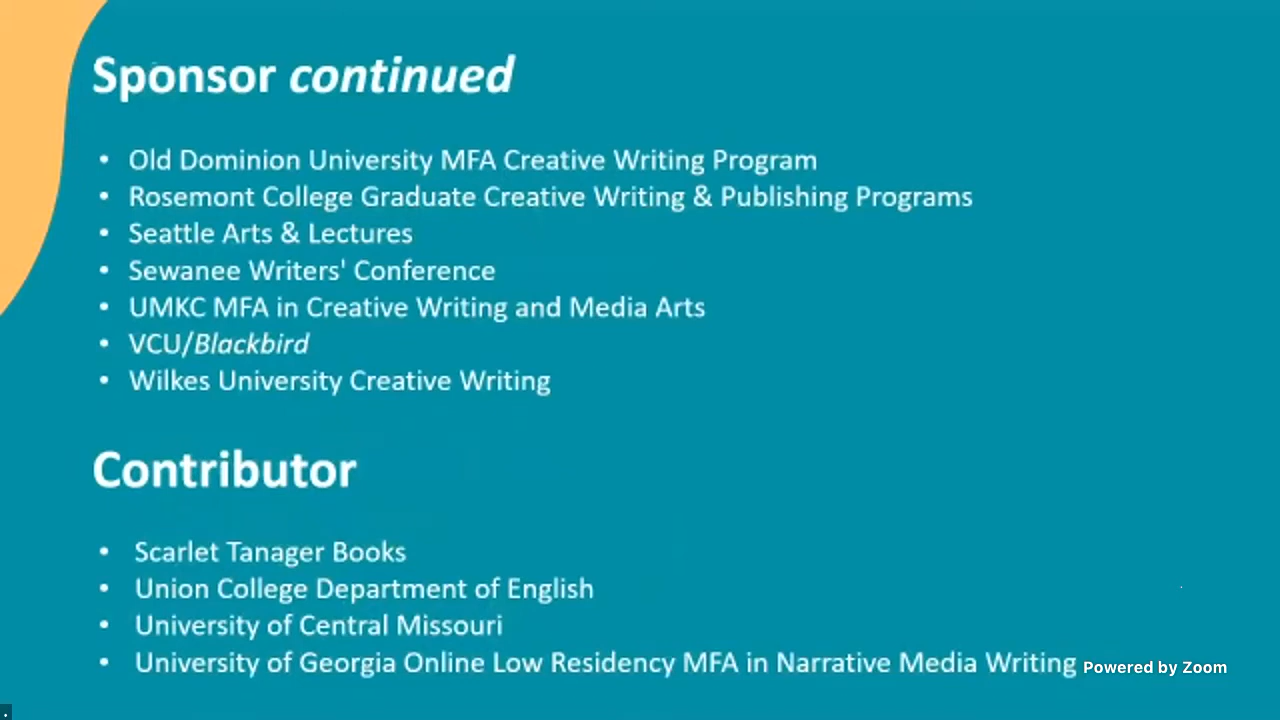 Sponsor continued
• Old Dominion University MFA Creative Writing Program
• Rosemont College Graduate Creative Writing & Publishing Programs
• Seattle Arts & Lectures
• Sewanee Writers' Conference
• UMKC MFA in Creative Writing and Media Arts
• VCU/Blackbird
• Wilkes University Creative Writing
Contributor
• Scarlet Tanager Books
• Union College Department of English
• University of Central Missouri
• University of Georgia Online Low Residency MFA in Narrative Media Writing
Powered by Zoom